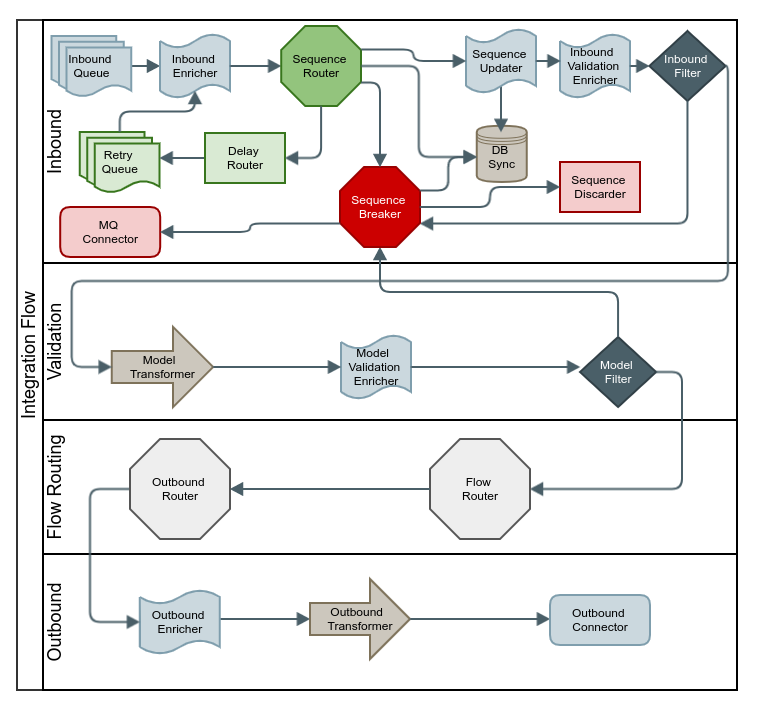 Integration Flow
Inbound
Inbound
Queue
Inbound
Enricher
Sequence
Router
Sequence
Updater
Inbound
Validation
Enricher
Inbound
Filter
Retry
Queue
Delay
Router
DB
Sync
Sequence
Discarder
Sequence
Breaker
MQ
Connector
Validation
Model
Transformer
Model
Validation
Enricher
Model
Filter
Flow Routing
Outbound
Router
Flow
Router
Outbound
Outbound
Enricher
Outbound
Transformer
Outbound
Connector